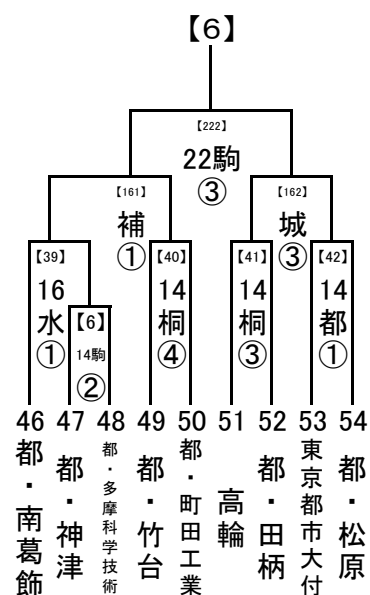 【6】
【222】
22駒
③
【161】
補
①
【162】
城
③
【39】
16
水
①
【6】
14駒
②
【40】
14
桐
④
【41】
14
桐
③
【42】
14
都
①
46 47 48 49 50 51 52 53 54
都・南葛飾
都・神津
都・多摩科学技術
都・竹台
都・町田工業
高輪
都・田柄
東京都市大付
都・松原